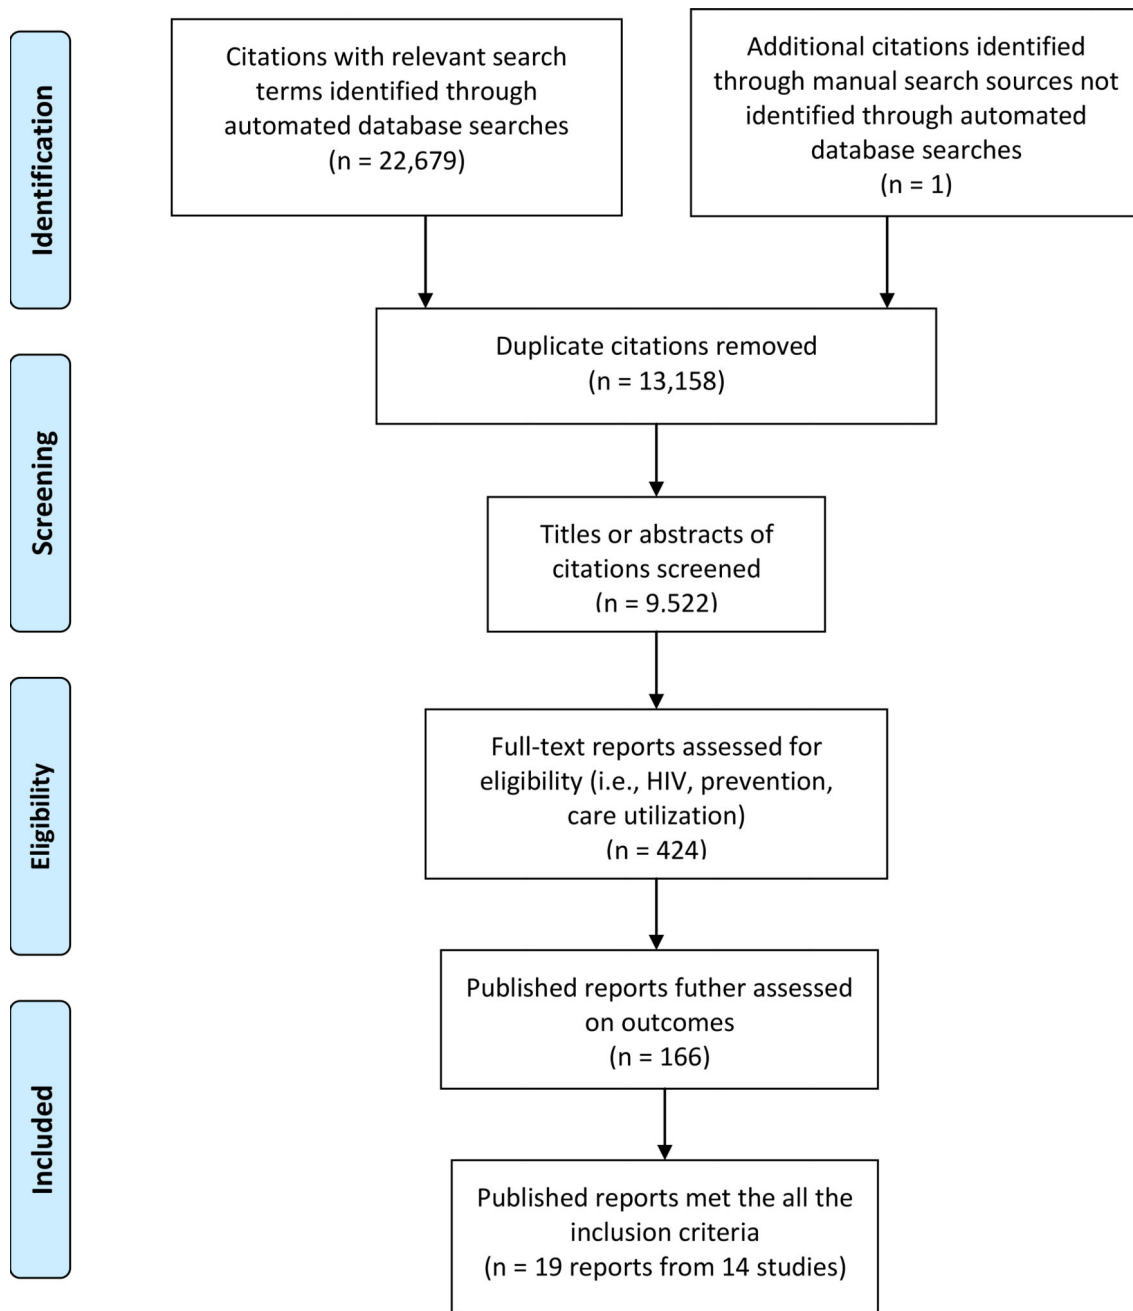 Identification
Citations with relevant search
terms identified through
automated database searches
(n = 22,679)
Additional citations identified
through manual search sources not
identified through automated
database searches
(n = 1)
Duplicate citations removed
(n = 13,158)
Screening
Titles or abstracts of
citations screened
(n = 9.522)
Eligibility
Full-text reports assessed for
eligibility (i.e., HIV, prevention,
care utilization)
(n = 424)
Published reports futher assessed
on outcomes
(n = 166)
Included
Published reports met the all the
inclusion criteria
(n = 19 reports from 14 studies)